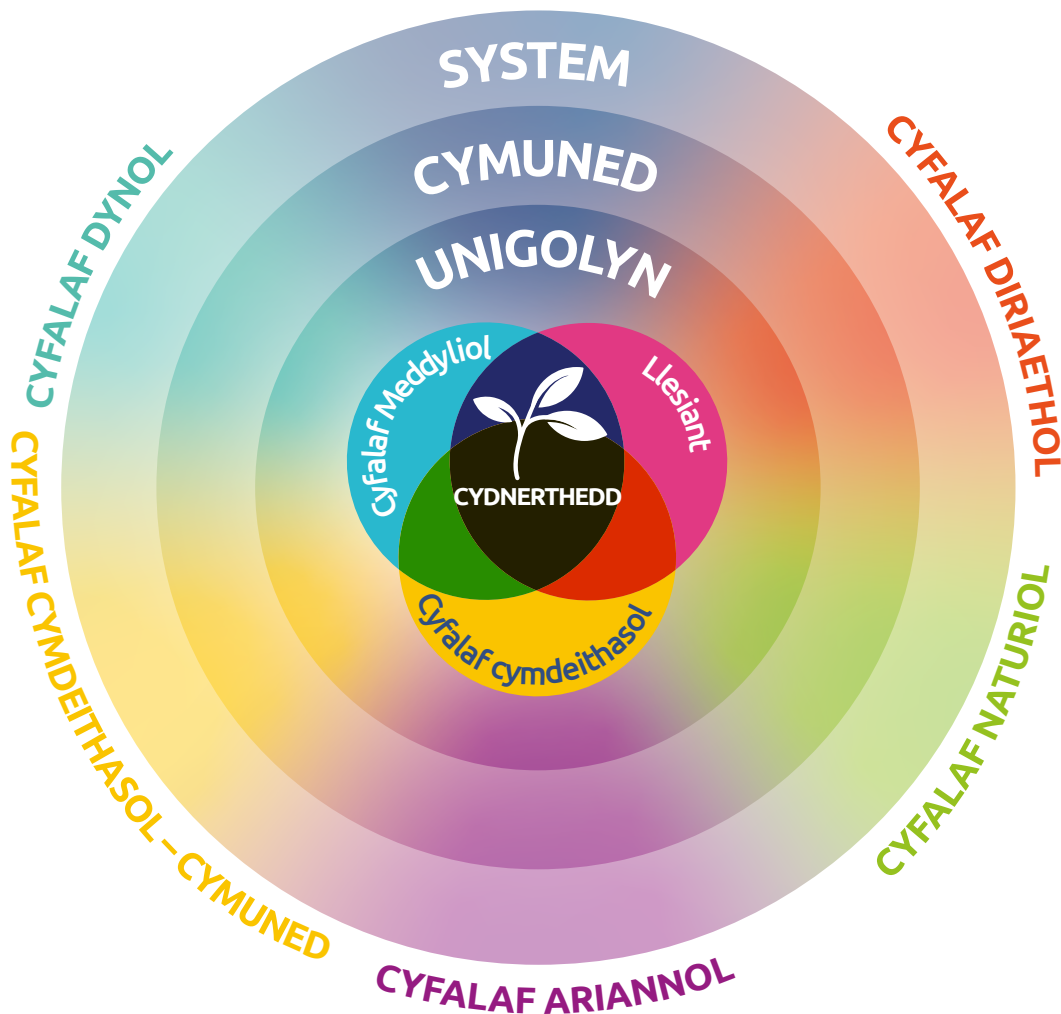 SYSTEM
CYMUNED
UNIGOLYN
CYFALAF DYNOL
CYFALAF DIRIAETHOL
Cyfalaf Meddyliol
Llesiant
CYDNERTHEDD
Cyfalaf cymdeithasol
CYFALAF CYMDEITHASOL – CYMUNED
CYFALAF NATURIOL
CYFALAF ARIANNOL